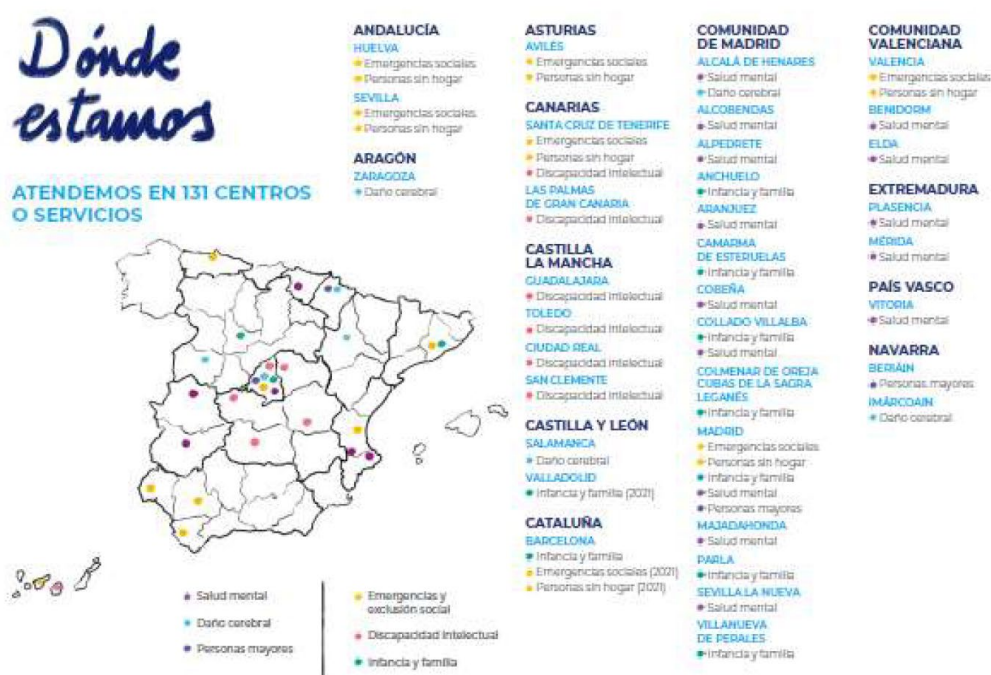 Dónde
estamos
ATENDEMOS EN 131 CENTROS
O SERVICIOS
ANDALUCÍA
HUELVA
Emergencias sociales
Personas sin hogar
SEVILLA
Emergencias sociales
Personas sin hogar
ARAGÓN
ZARAGOZA
Daño cerebral
ASTURIAS
AVILÉS
Emergencias sociales
Personas sin hogar
CANARIAS
SANTA CRUZ DE TENERIFE
Emergencias sociales
Personas sin hogar
Discapacidad intelectual
LAS PALMAS
DE GRAN CANARIA
Discapacidad intelectual
CASTILLA
LA MANCHA
GUADALAJARA
Discapacidad intelectual
TOLEDO
Discapacidad intelectual
CIUDAD REAL
Discapacidad intelectual
SAN CLEMENTE
Discapacidad intelectual
CASTILLA Y LEÓN
SALAMANCA
Daño cerebral
VALLADOLID
Infancia y familia (2021)
CATALUÑA
BARCELONA
Infancia y familia
Emergencias sociales (2021)
Personas sin hogar (2021)
COMUNIDAD
DE MADRID
ALCALÁ DE HENARES
Salud mental
Daño cerebral
ALCOBENDAS
Salud mental
ALPEDRETE
Salud mental
ANCHUELO
Infancia y familia
ARANJUEZ
Salud mental
CAMARMA
DE ESTERUELAS
Infancia y familia
COBEÑA
Salud mental
COLLADO VILLALBA
Infancia y familia
Salud mental
COLMENAR DE OREJA
CUBAS DE LA SAGRA
LEGANÉS
Infancia y familia
MADRID
Emergencias sociales
Personas sin hogar
Infancia y familia
Salud mental
Personas mayores
MAJADAHONDA
Salud mental
PARLA
Infancia y familia
SEVILLA LA NUEVA
Salud mental
VILLANUEVA
DE PERALES
Infancia y familia
COMUNIDAD
VALENCIANA
VALENCIA
Emergencias sociales
Personas sin hogar
BENIDORM
Salud mental
ELDA
Salud mental
EXTREMADURA
PLASENCIA
Salud mental
MÉRIDA
Salud mental
PAÍS VASCO
VITORIA
Salud mental
NAVARRA
BERIÁIN
Personas mayores
IMÁRCOAIN
Daño cerebral
Salud mental
Daño cerebral
Personas mayores
Emergencias y
exclusión social
Discapacidad intelectual
Infancia y familia